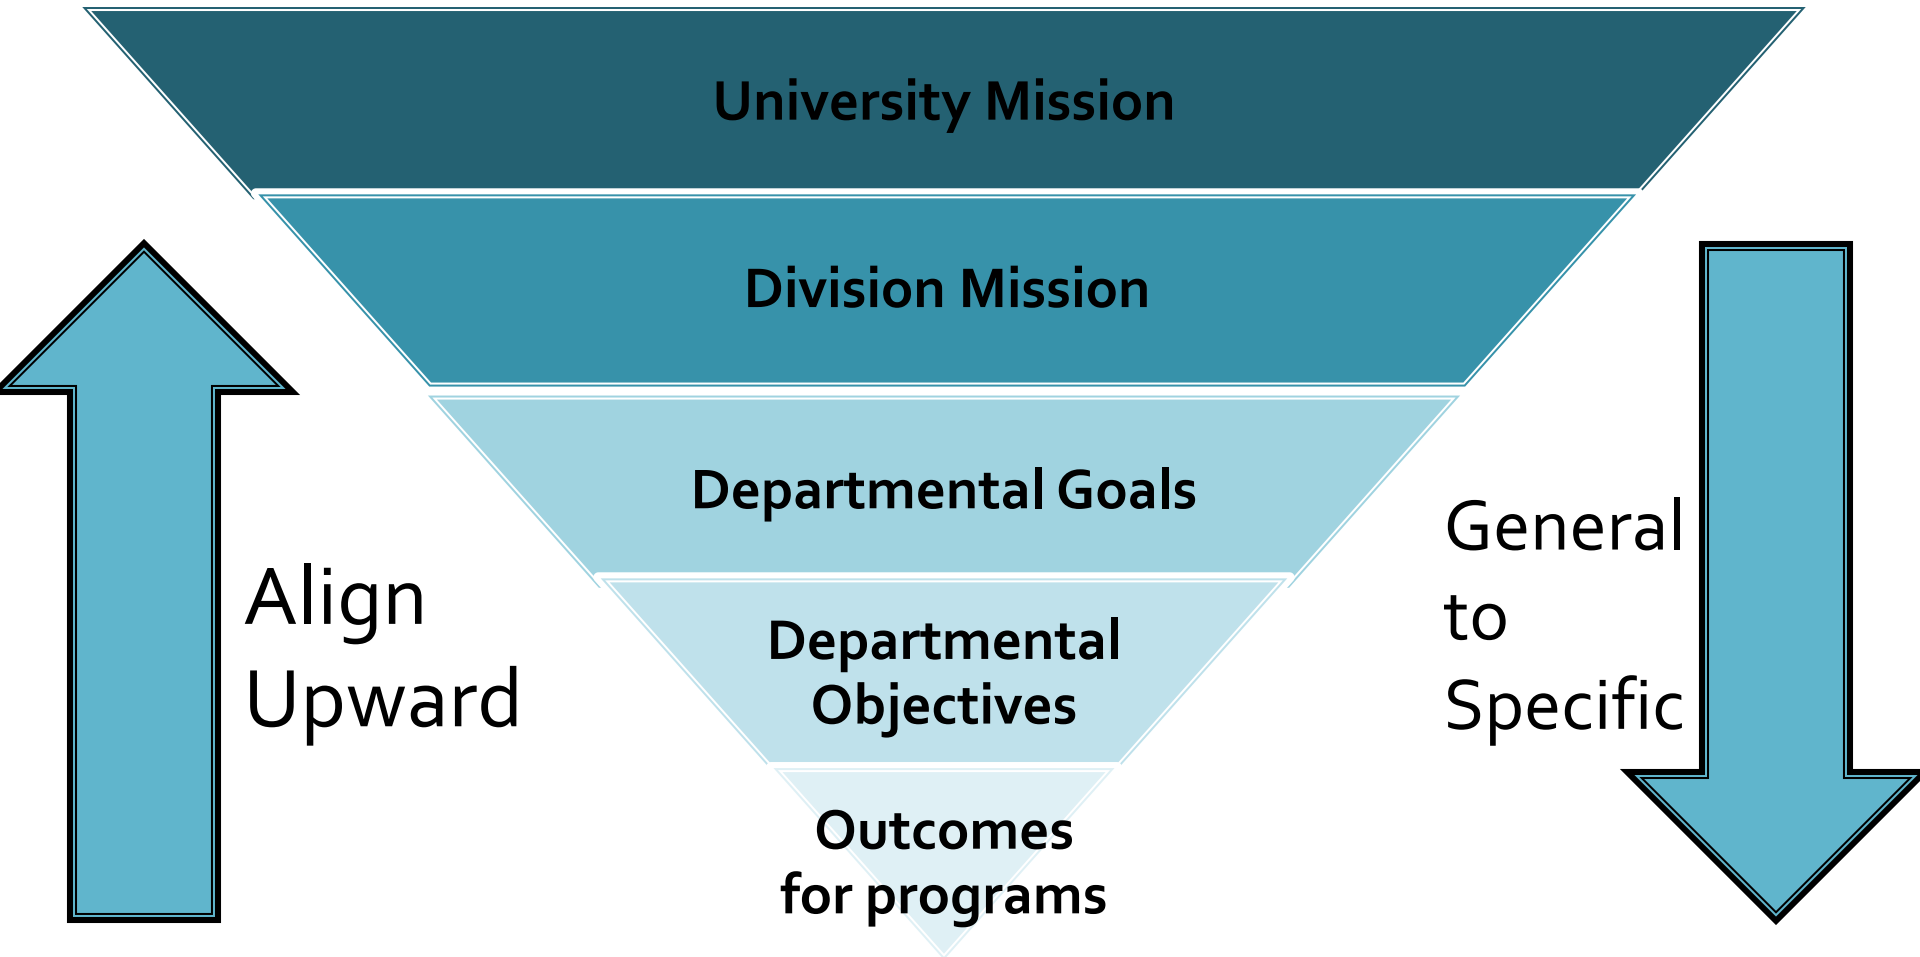 University Mission
Division Mission
Departmental Goals
Departmental
Objectives
Outcomes
for programs
Align
Upward
General
to
Specific